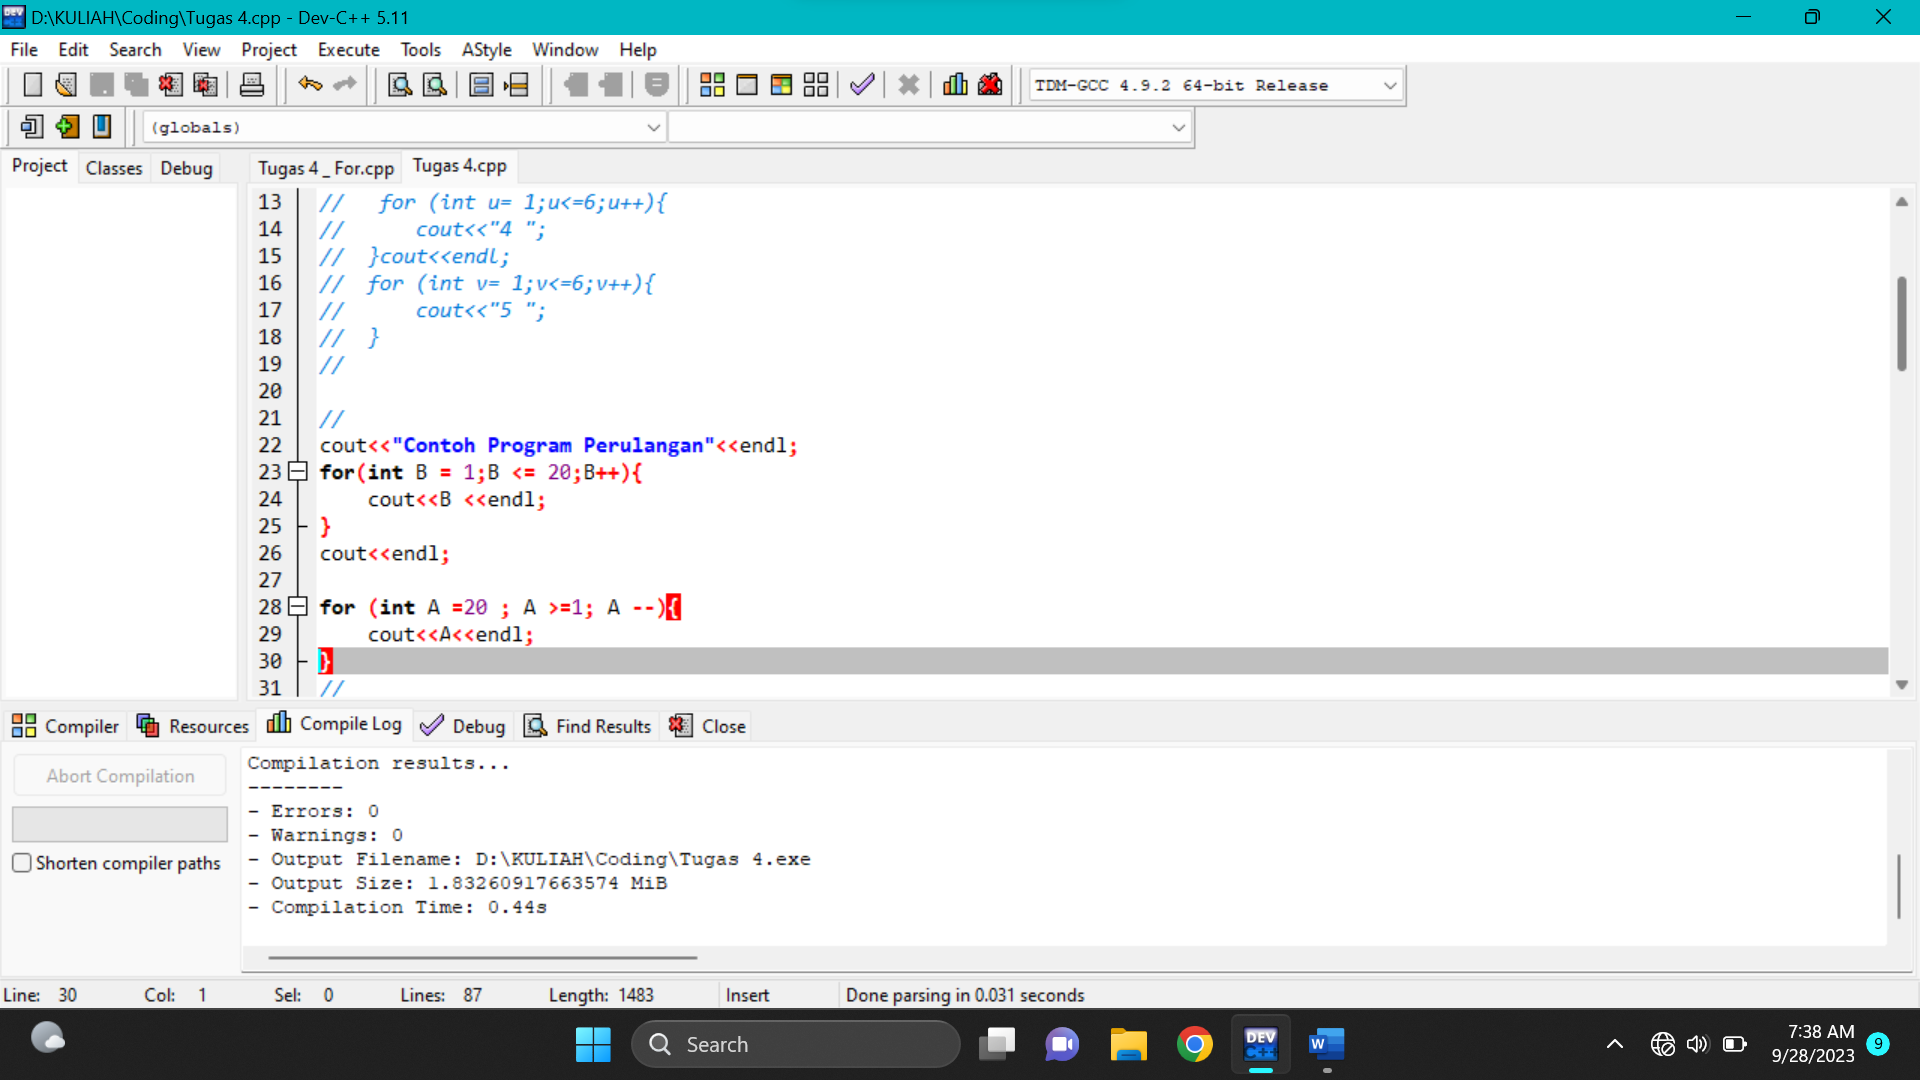 D:\KULIAH\Coding\Tugas 4.cpp - Dev-C++ 5.11
File Edit Search View Project Execute Tools AStyle Window Help
TDM-GCC 4.9.2 64-bit Release
(globals)
Project Classes Debug
Tugas 4 _ For.cpp Tugas 4.cpp
13 // for (int u= 1;u<=6;u++){
14 // cout<<"4 ";
15 // }cout<<endl;
16 // for (int v= 1;v<=6;v++){
17 // cout<<"5 ";
18 // }
19 //
20
21 //
22 cout<<"Contoh Program Perulangan"<<endl;
23 for(int B = 1;B <= 20;B++){
24 cout<<B <<endl;
25 }
26 cout<<endl;
27
28 for (int A =20 ; A >=1; A --){
29 cout<<A<<endl;
30 }
31 //
Compiler Resources Compile Log Debug Find Results Close
Abort Compilation
Shorten compiler paths
Compilation results...
--------
- Errors: 0
- Warnings: 0
- Output Filename: D:\KULIAH\Coding\Tugas 4.exe
- Output Size: 1.83260917663574 MiB
- Compilation Time: 0.44s
Line: 30 Col: 1 Sel: 0 Lines: 87 Length: 1483 Insert Done parsing in 0.031 seconds
Search
DEV C++
W
7:38 AM
9/28/2023
9